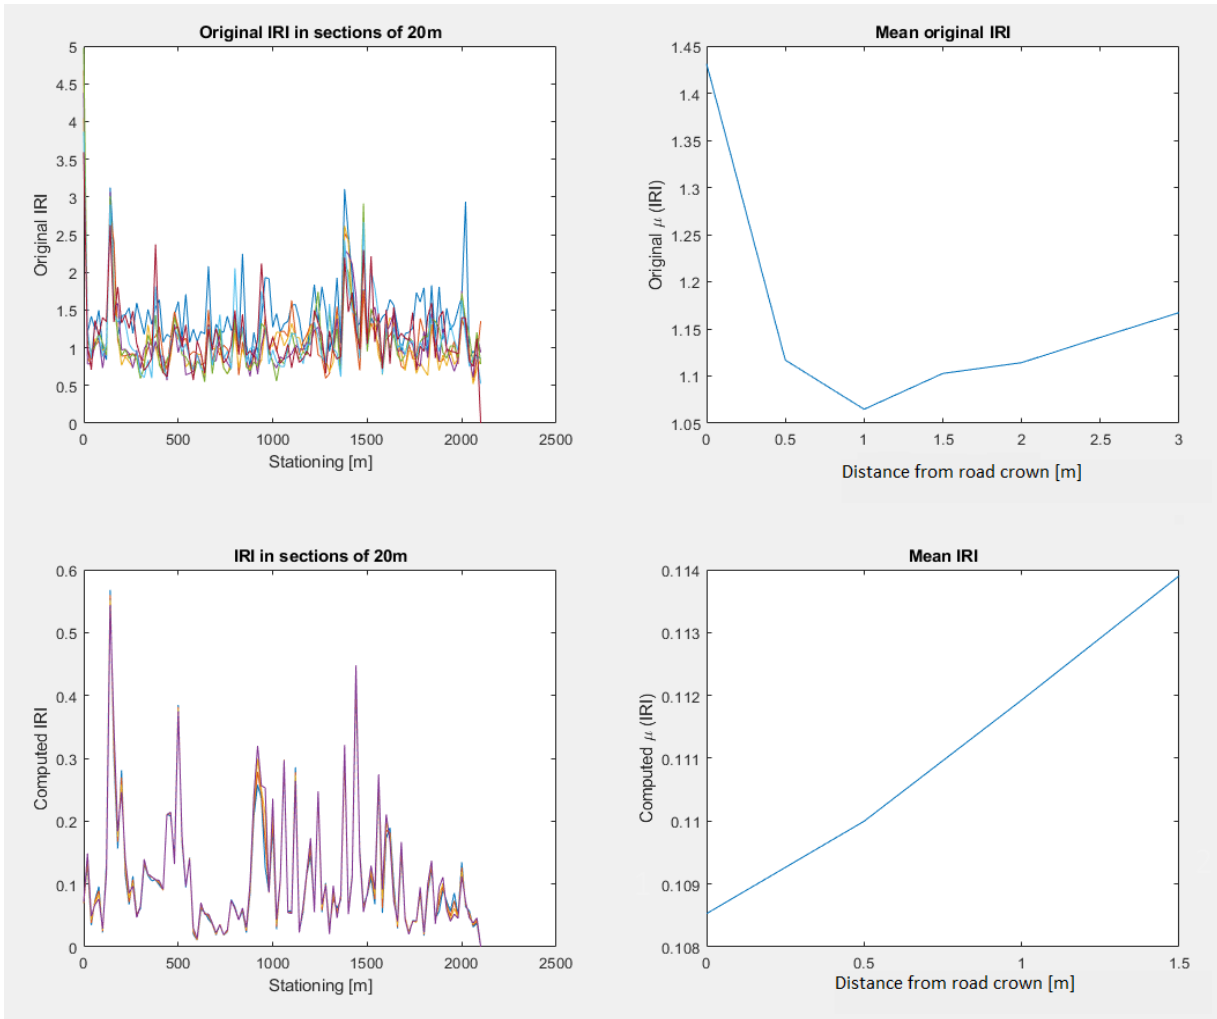 Original IRI in sections of 20m
5
4.5
4
3.5
3
2.5
2
1.5
1
0.5
0
Original IRI
0 500 1000 1500 2000 2500
Stationing [m]
Mean original IRI
1.45
1.4
1.35
1.3
1.25
1.2
1.15
1.1
1.05
Original μ (IRI)
0 0.5 1 1.5 2 2.5 3
Distance from road crown [m]
IRI in sections of 20m
0.6
0.5
0.4
0.3
0.2
0.1
0
Computed IRI
0 500 1000 1500 2000 2500
Stationing [m]
Mean IRI
0.114
0.113
0.112
0.111
0.11
0.109
0.108
Computed μ (IRI)
0 0.5 1 1.5
Distance from road crown [m]